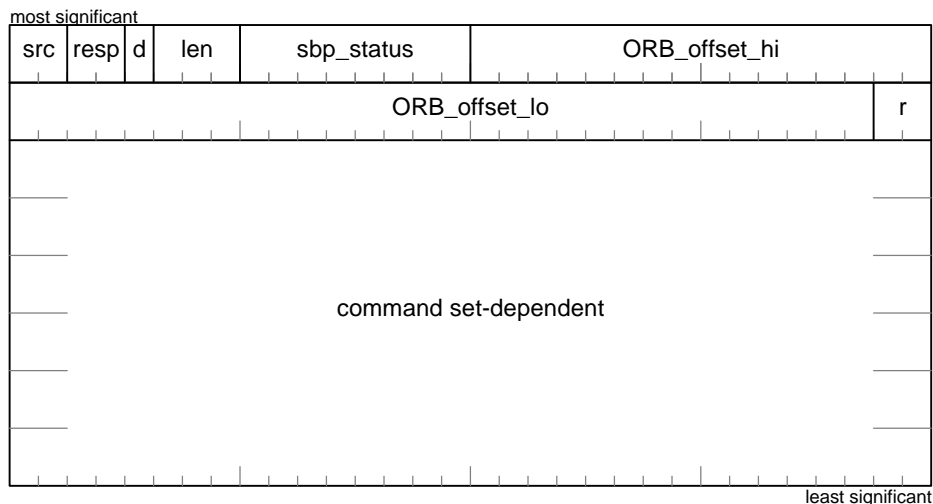 most significant
src resp d len sbp_status ORB_offset_hi
ORB_offset_lo r
command set-dependent
least significant